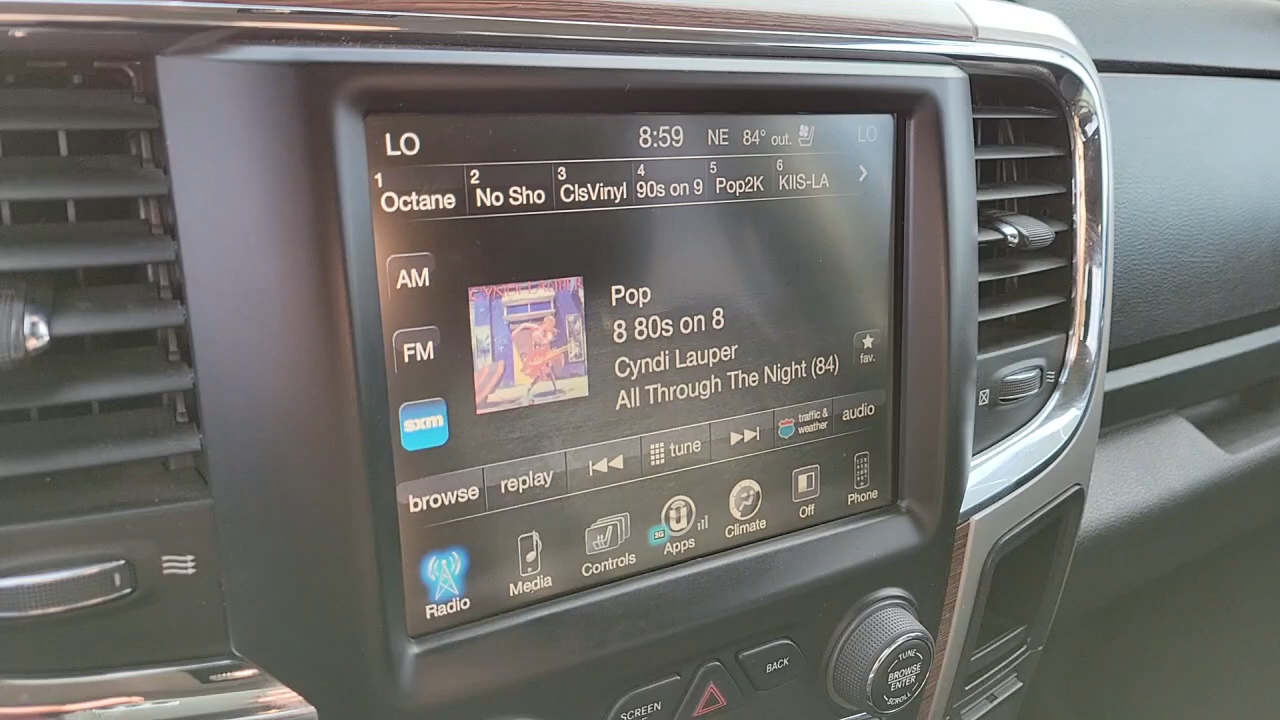 LO 8:59 NE 84° out. LO
1 Octane 2 No Sho 3 ClsVinyl 4 90s on 9 5 Pop2K 6 KIIS-LA
AM
FM
sxm
CYNDI LAUPER
Pop
8 80s on 8
Cyndi Lauper
All Through The Night (84)
fav.
browse replay tune traffic & weather audio
Radio Media Controls 3G Apps Climate Off Phone
SCREEN
BACK
TUNE
BROWSE
ENTER
SCROLL